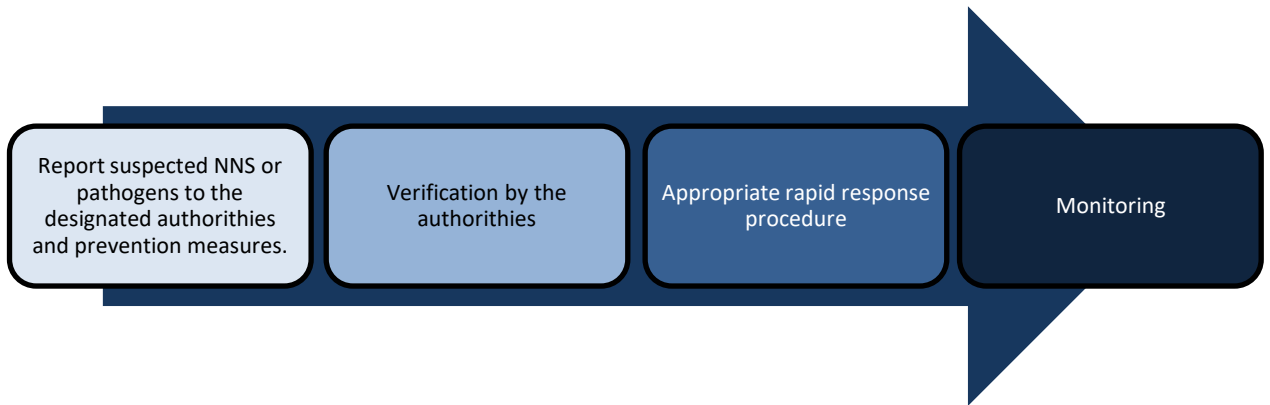 Report suspected NNS or
pathogens to the
designated authorithies
and prevention measures.
Verification by the
authorithies
Appropriate rapid response
procedure
Monitoring